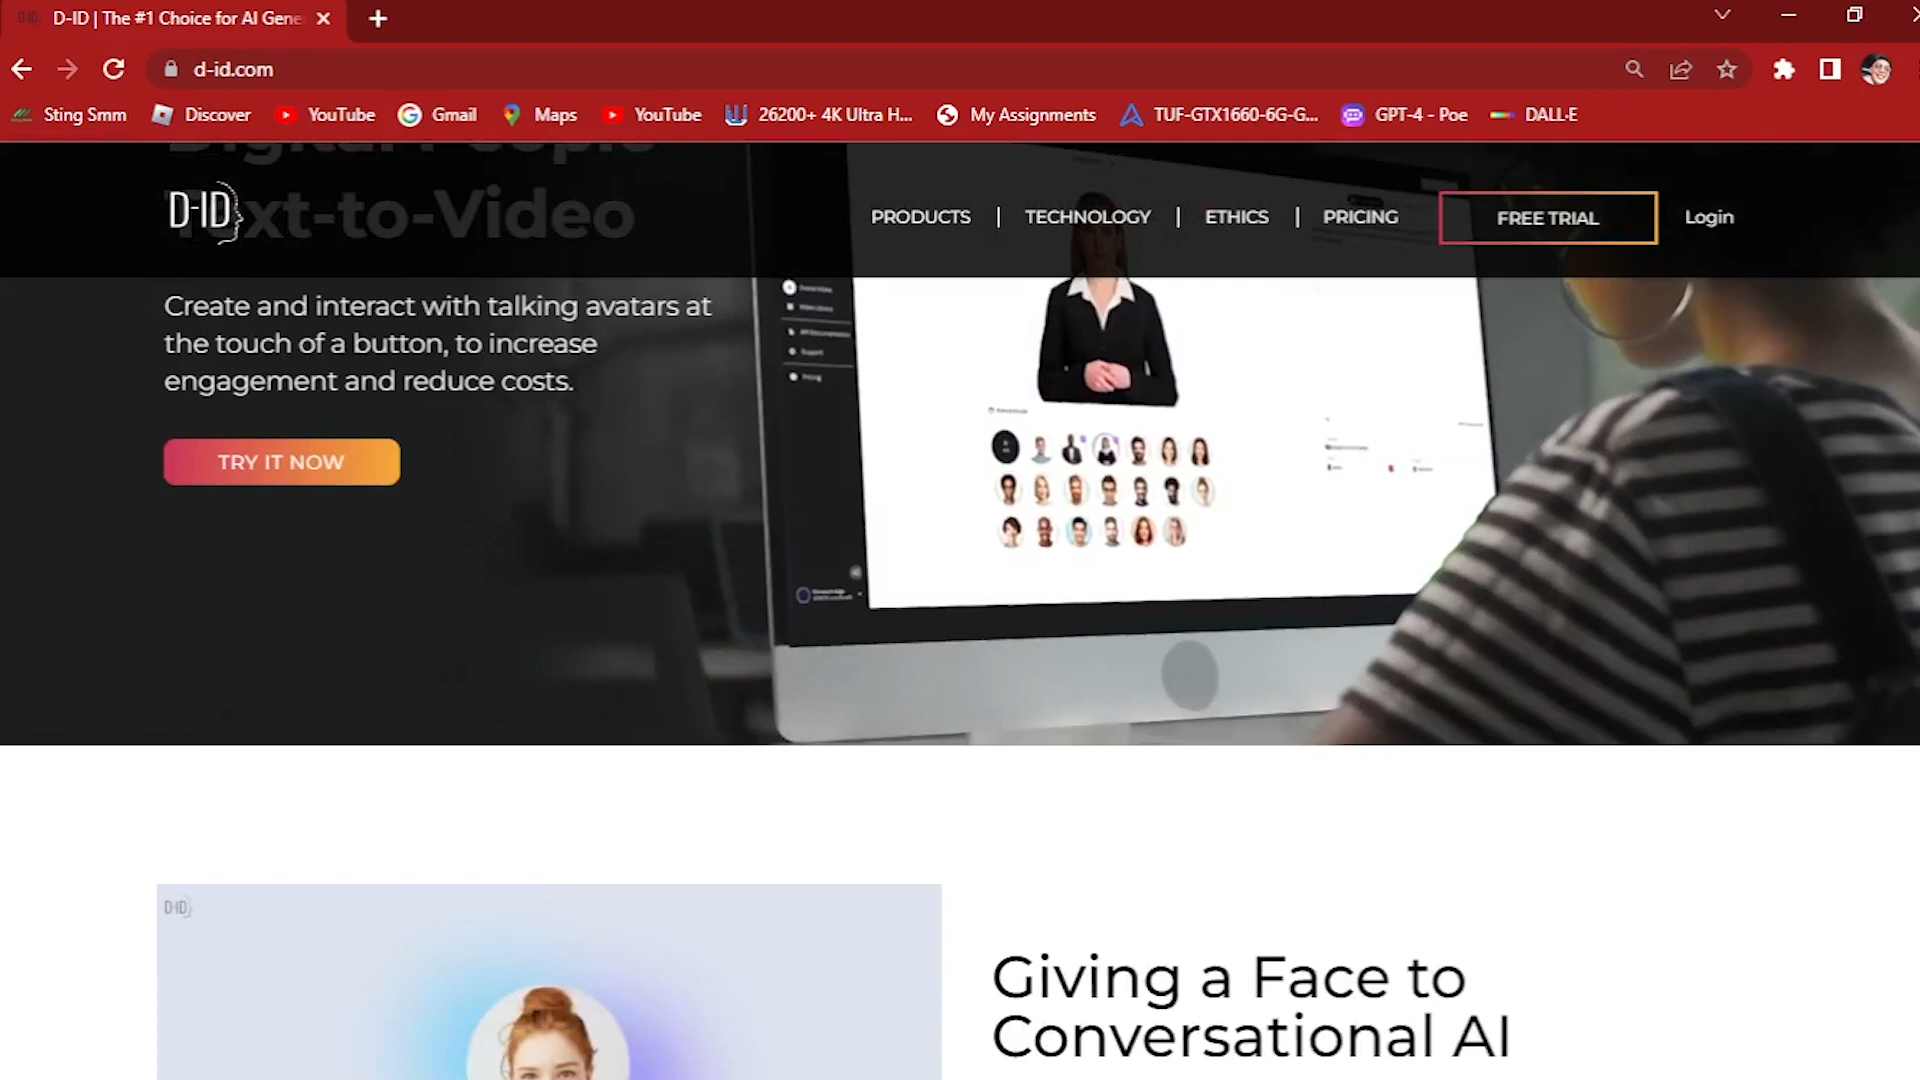 D-ID | The #1 Choice for AI Gene
d-id.com
Sting Smm
Discover
YouTube
Gmail
Maps
YouTube
26200+ 4K Ultra H...
My Assignments
TUF-GTX1660-6G-G...
GPT-4 - Poe
DALL·E
Digital People
Text-to-Video
D-ID
PRODUCTS | TECHNOLOGY | ETHICS | PRICING
FREE TRIAL
Login
Create and interact with talking avatars at
the touch of a button, to increase
engagement and reduce costs.
TRY IT NOW
D-ID
Giving a Face to
Conversational AI